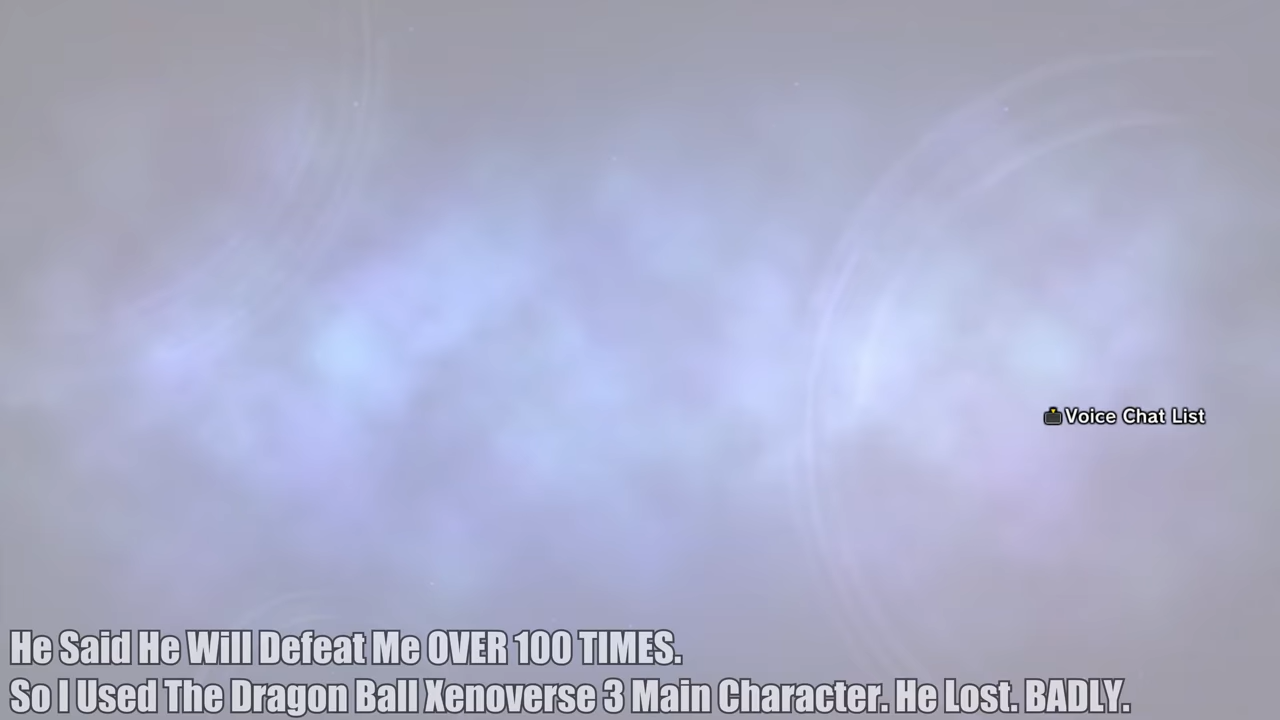 Voice Chat List
He Said He Will Defeat Me OVER 100 TIMES.
So I Used The Dragon Ball Xenoverse 3 Main Character. He Lost. BADLY.